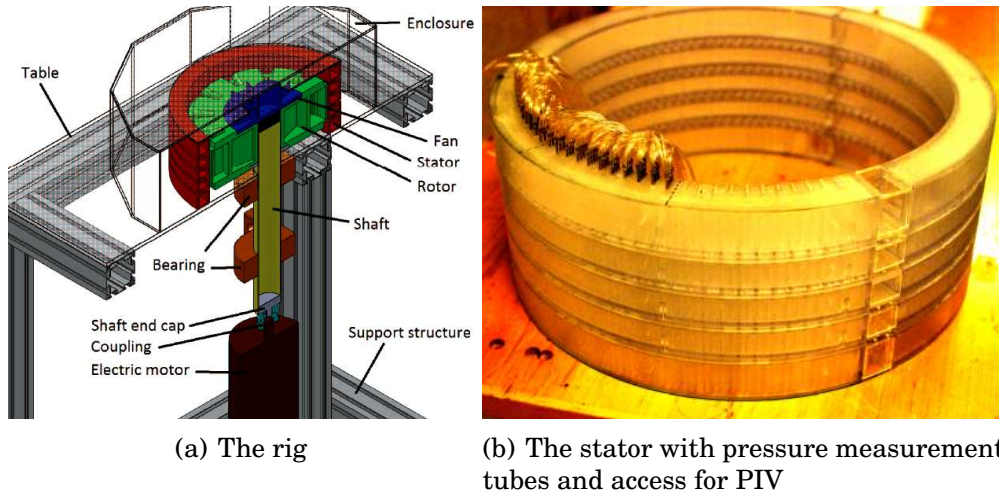 Enclosure
Table
Fan
Stator
Rotor
Shaft
Bearing
Shaft end cap
Coupling
Electric motor
Support structure
(a) The rig
(b) The stator with pressure measurement
tubes and access for PIV